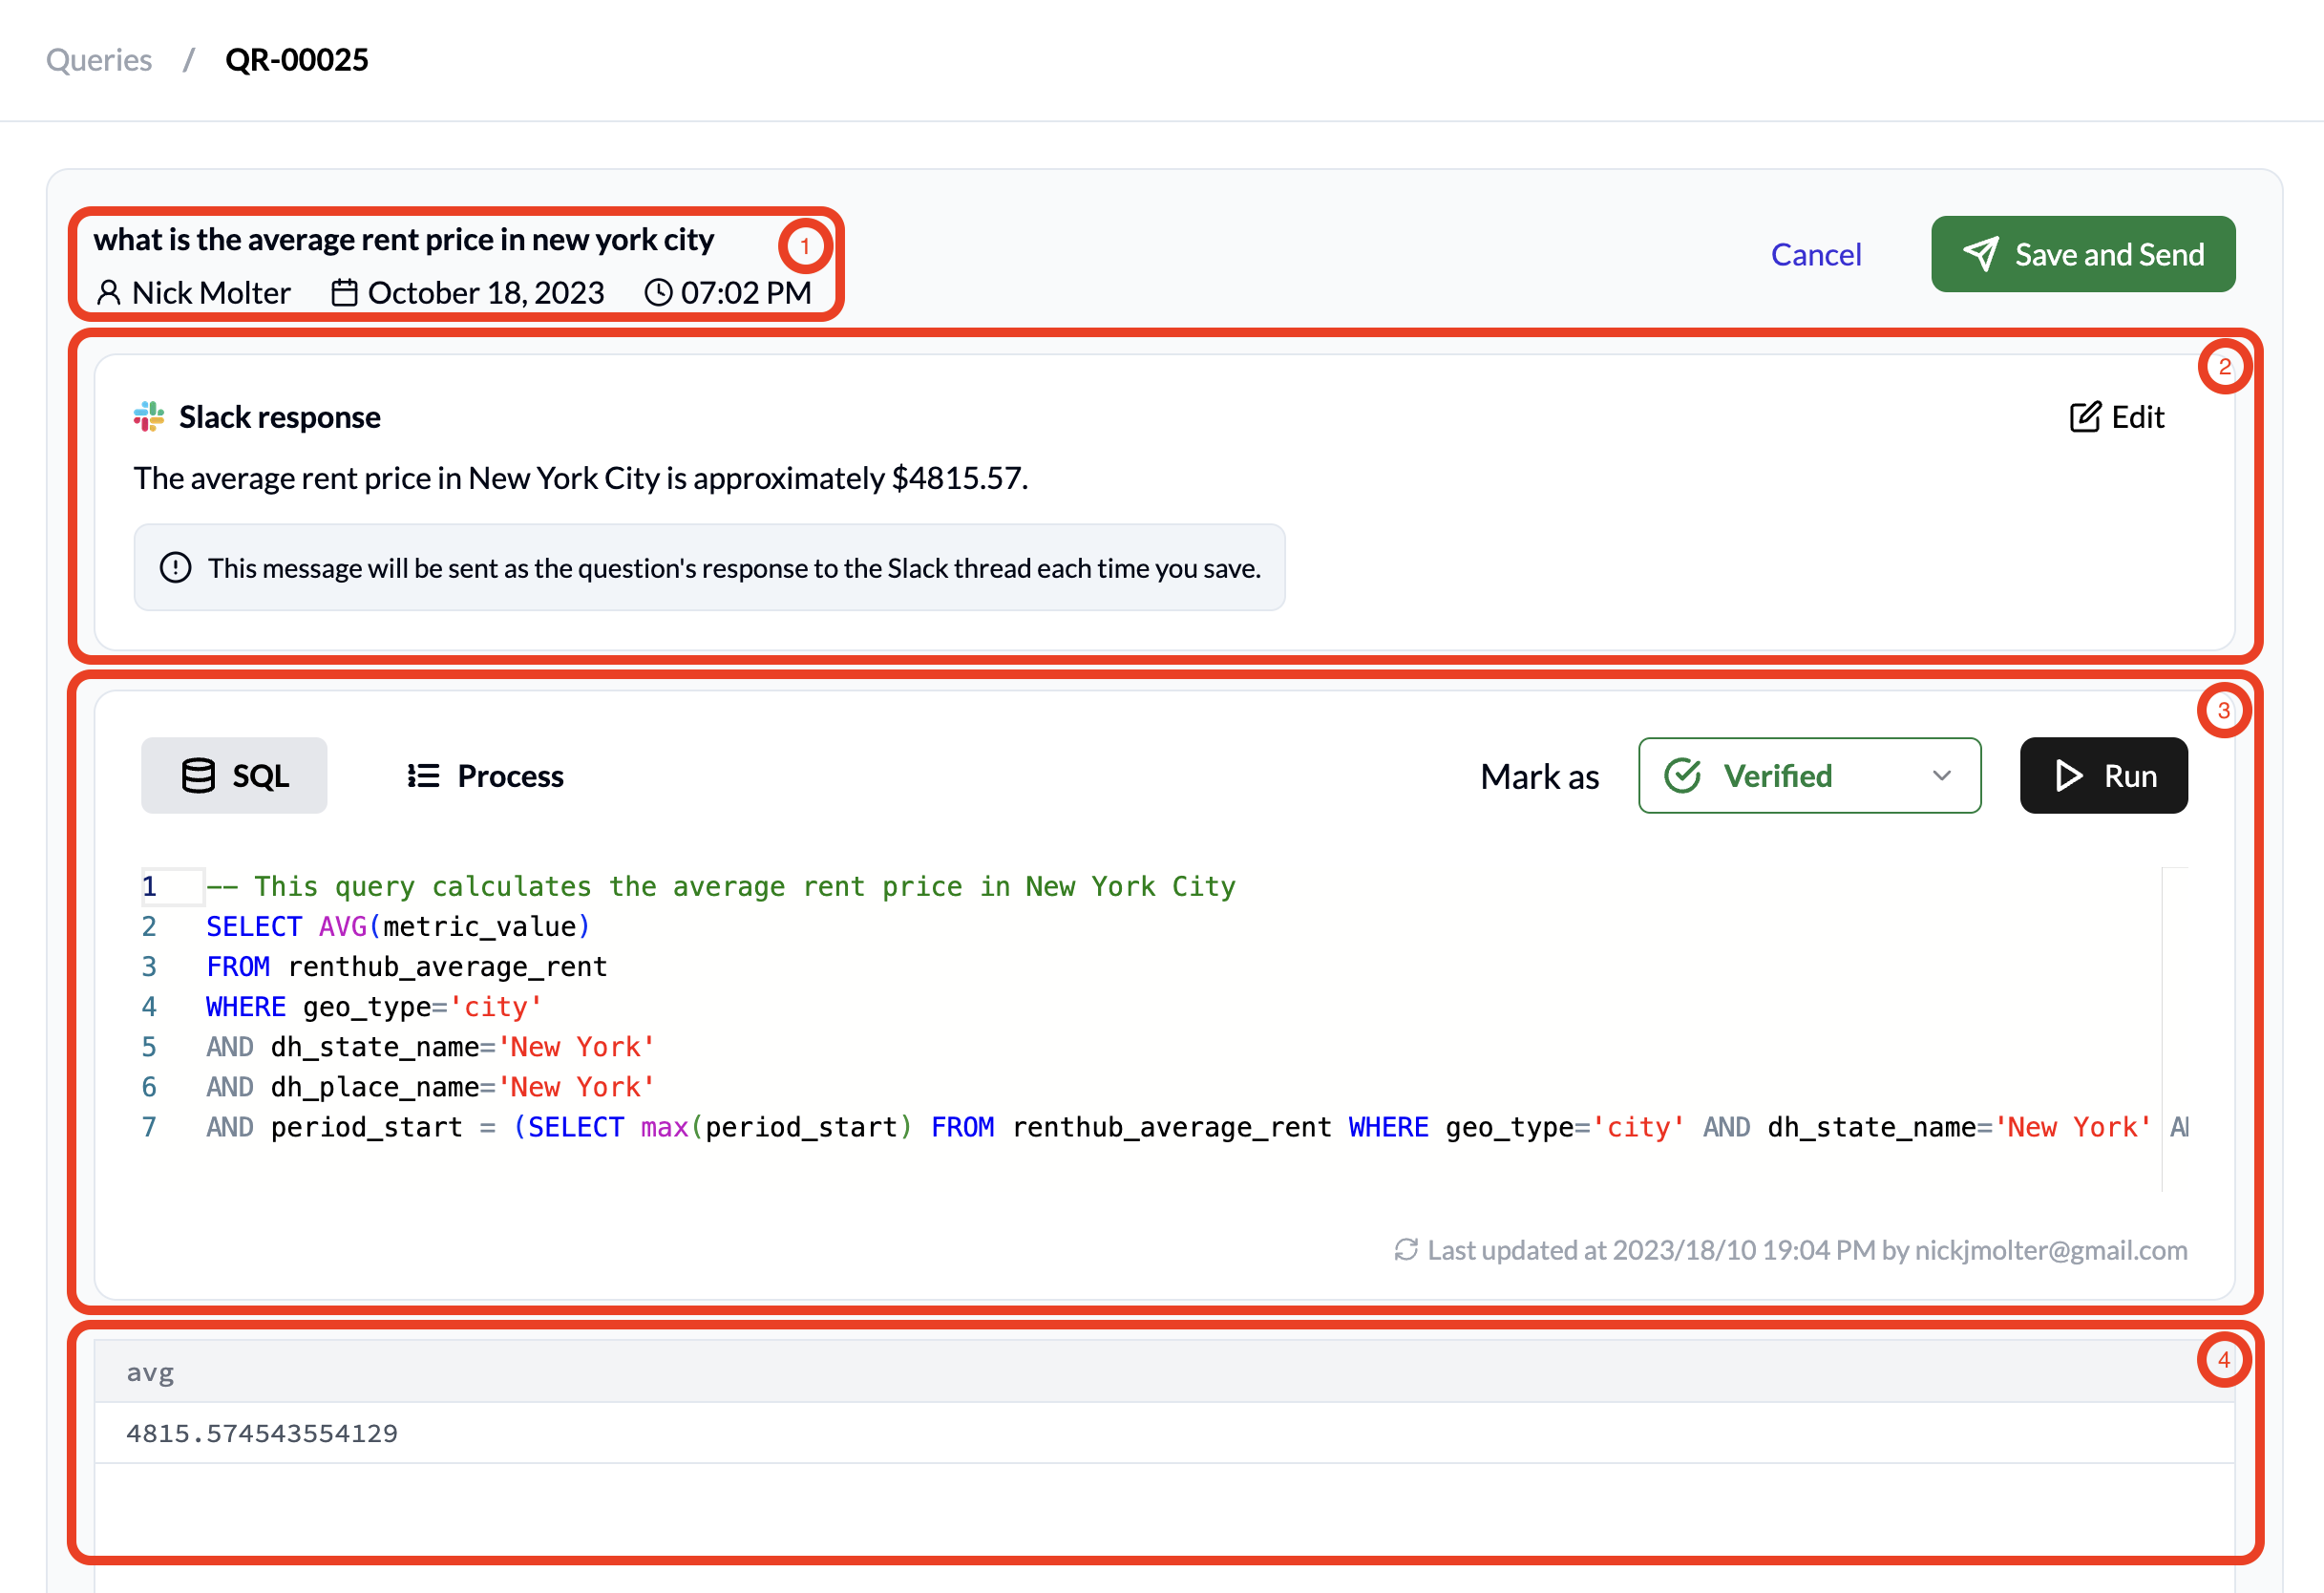 Queries / QR-00025
what is the average rent price in new york city
1
Nick Molter October 18, 2023 07:02 PM
Cancel
Save and Send
2
Slack response
Edit
The average rent price in New York City is approximately $4815.57.
This message will be sent as the question's response to the Slack thread each time you save.
3
SQL Process Mark as Verified Run
1 -- This query calculates the average rent price in New York City
2 SELECT AVG(metric_value)
3 FROM renthub_average_rent
4 WHERE geo_type='city'
5 AND dh_state_name='New York'
6 AND dh_place_name='New York'
7 AND period_start = (SELECT max(period_start) FROM renthub_average_rent WHERE geo_type='city' AND dh_state_name='New York'
Last updated at 2023/18/10 19:04 PM by nickjmolter@gmail.com
4
avg
4815.574543554129